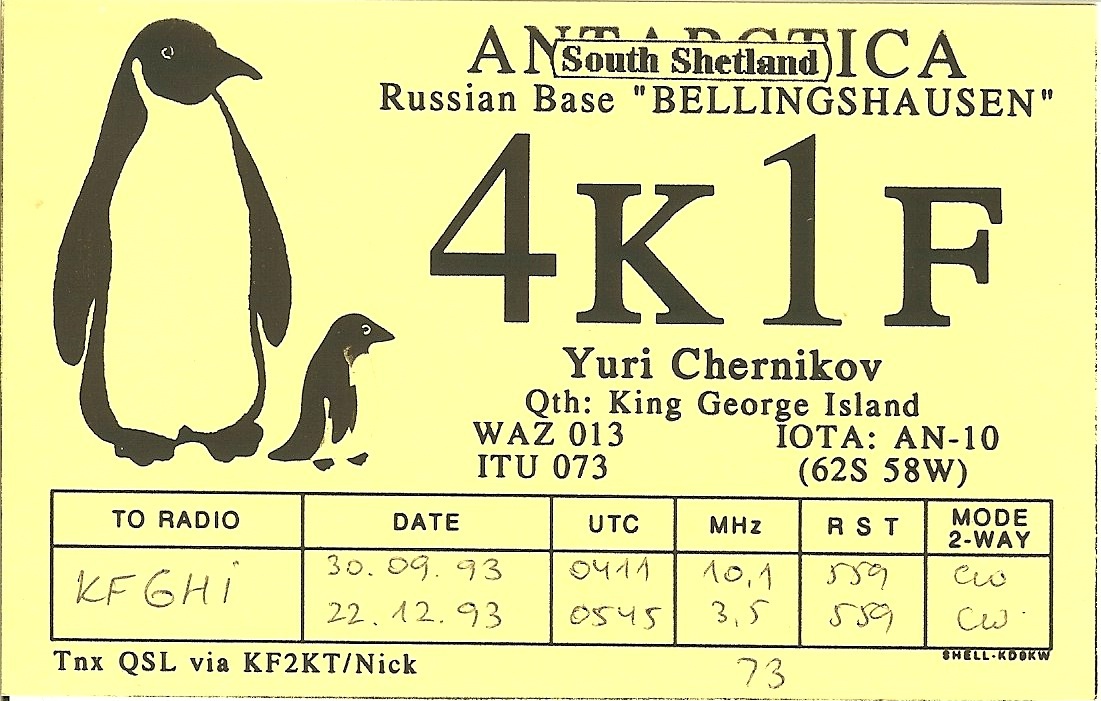 ANTARCTICA
South Shetland
Russian Base "BELLINGSHAUSEN"
4K1F
Yuri Chernikov
Qth: King George Island
WAZ 013 IOTA: AN-10
ITU 073 (62S 58W)
TO RADIO DATE UTC MHz RST MODE 2-WAY
KF6HI 30.09.93 0411 10,1 559 CW
22.12.93 0545 3,5 559 CW
Tnx QSL via KF2KT/Nick
SHELL-KD9KW
73